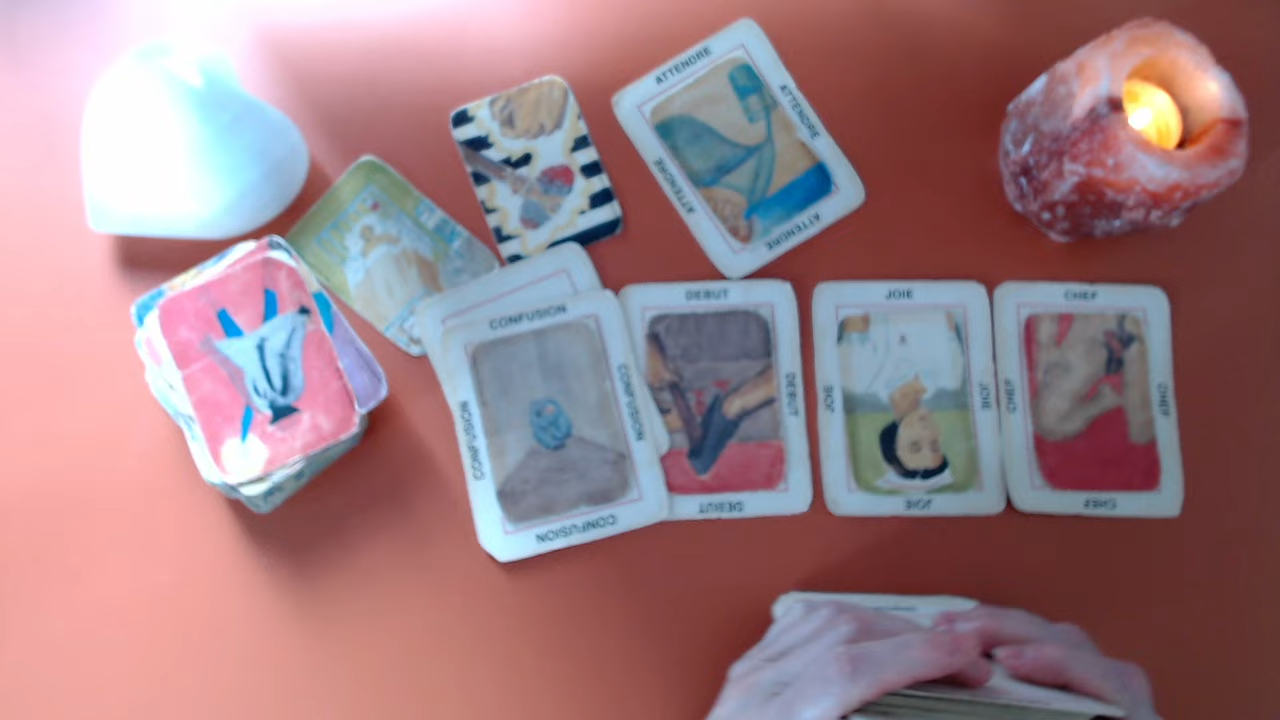 ATTENDRE
ATTENDRE
ATTENDRE
ATTENDRE
CONFUSION
CONFUSION
CONFUSION
CONFUSION
DEBUT
DEBUT
DEBUT
JOIE
JOIE
JOIE
JOIE
CHEF
CHEF
CHEF
CHEF